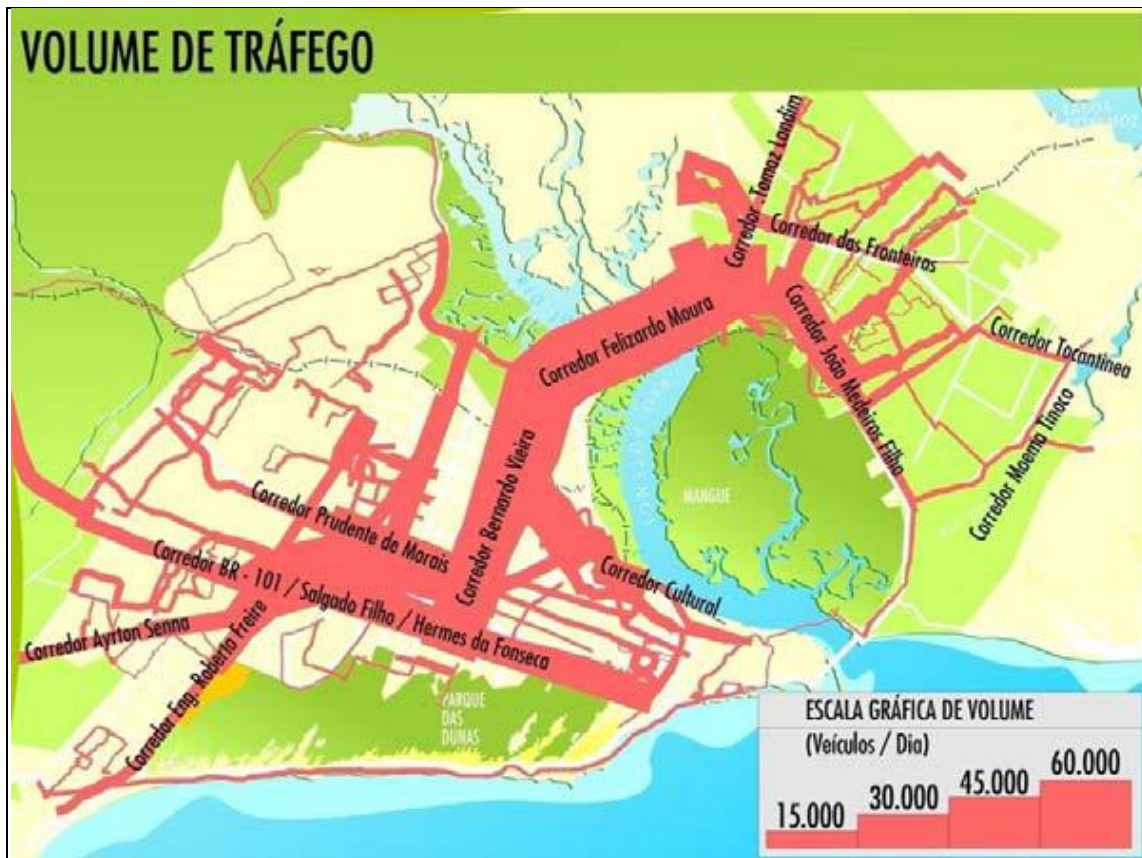 VOLUME DE TRÁFEGO
Corredor Tomaz Landim
Corredor das Fronteiras
Corredor João Medeiros Filho
Corredor Tocantinea
Corredor Moema Tinoco
Corredor Felizardo Moura
Corredor Bernardo Vieira
MANGUE
Corredor Prudente de Morais
Corredor BR - 101 / Salgado Filho / Hermes da Fonseca
Corredor Cultural
Corredor Ayrton Senna
Corredor Eng. Roberto Freire
PARQUE
DAS
DUNAS
ESCALA GRÁFICA DE VOLUME
(Veículos / Dia)
15.000
30.000
45.000
60.000